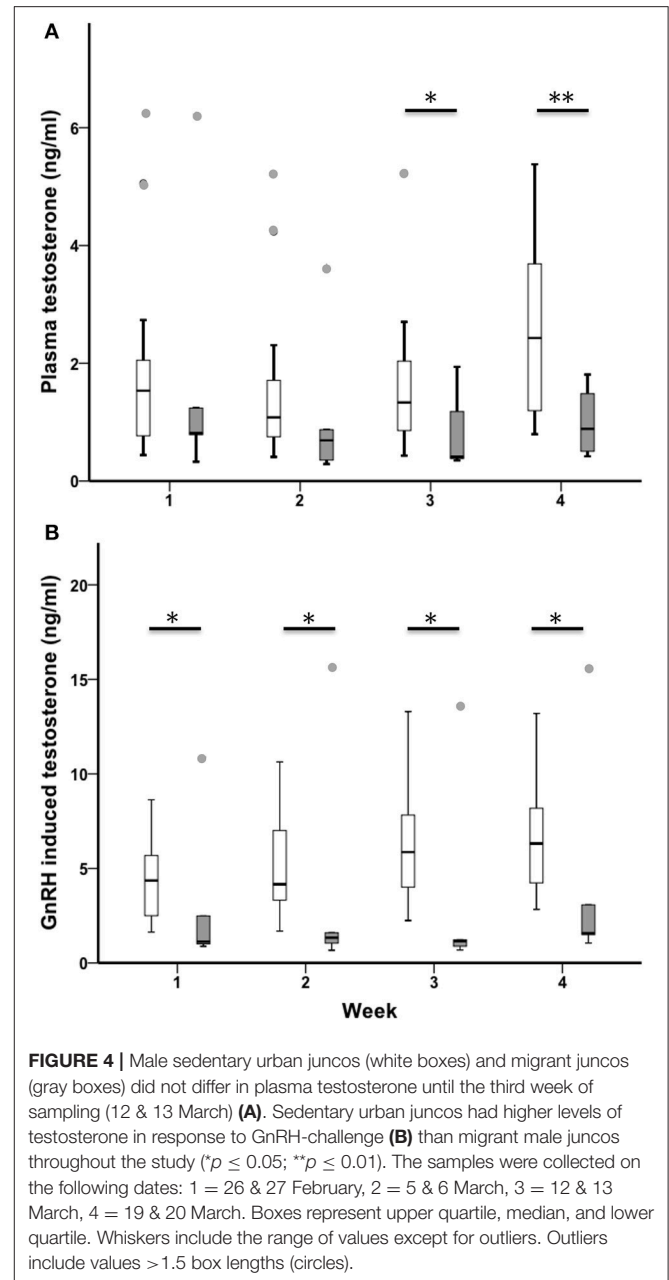 A
Plasma testosterone (ng/ml)
6
4
2
0
*
**
1 2 3 4
B
GnRH induced testosterone (ng/ml)
20
15
10
5
0
* * * *
1 2 3 4
Week
FIGURE 4 | Male sedentary urban juncos (white boxes) and migrant juncos
(gray boxes) did not differ in plasma testosterone until the third week of
sampling (12 & 13 March) (A). Sedentary urban juncos had higher levels of
testosterone in response to GnRH-challenge (B) than migrant male juncos
throughout the study (*p ≤ 0.05; **p ≤ 0.01). The samples were collected on
the following dates: 1 = 26 & 27 February, 2 = 5 & 6 March, 3 = 12 & 13
March, 4 = 19 & 20 March. Boxes represent upper quartile, median, and lower
quartile. Whiskers include the range of values except for outliers. Outliers
include values >1.5 box lengths (circles).